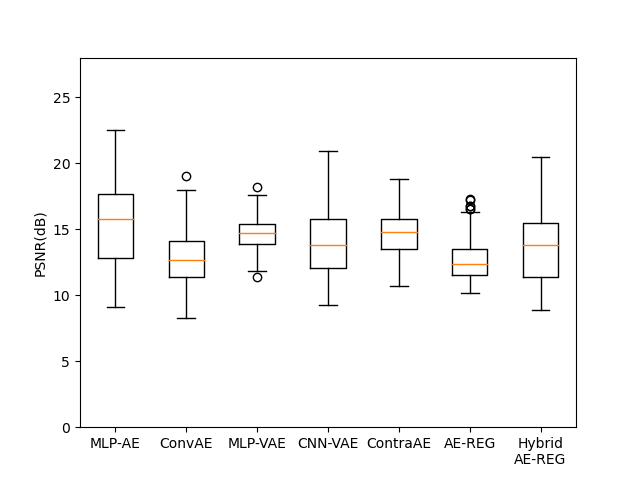 PSNR(dB)
25
20
15
10
5
0
MLP-AE
ConvAE
MLP-VAE
CNN-VAE
ContraAE
AE-REG
Hybrid
AE-REG